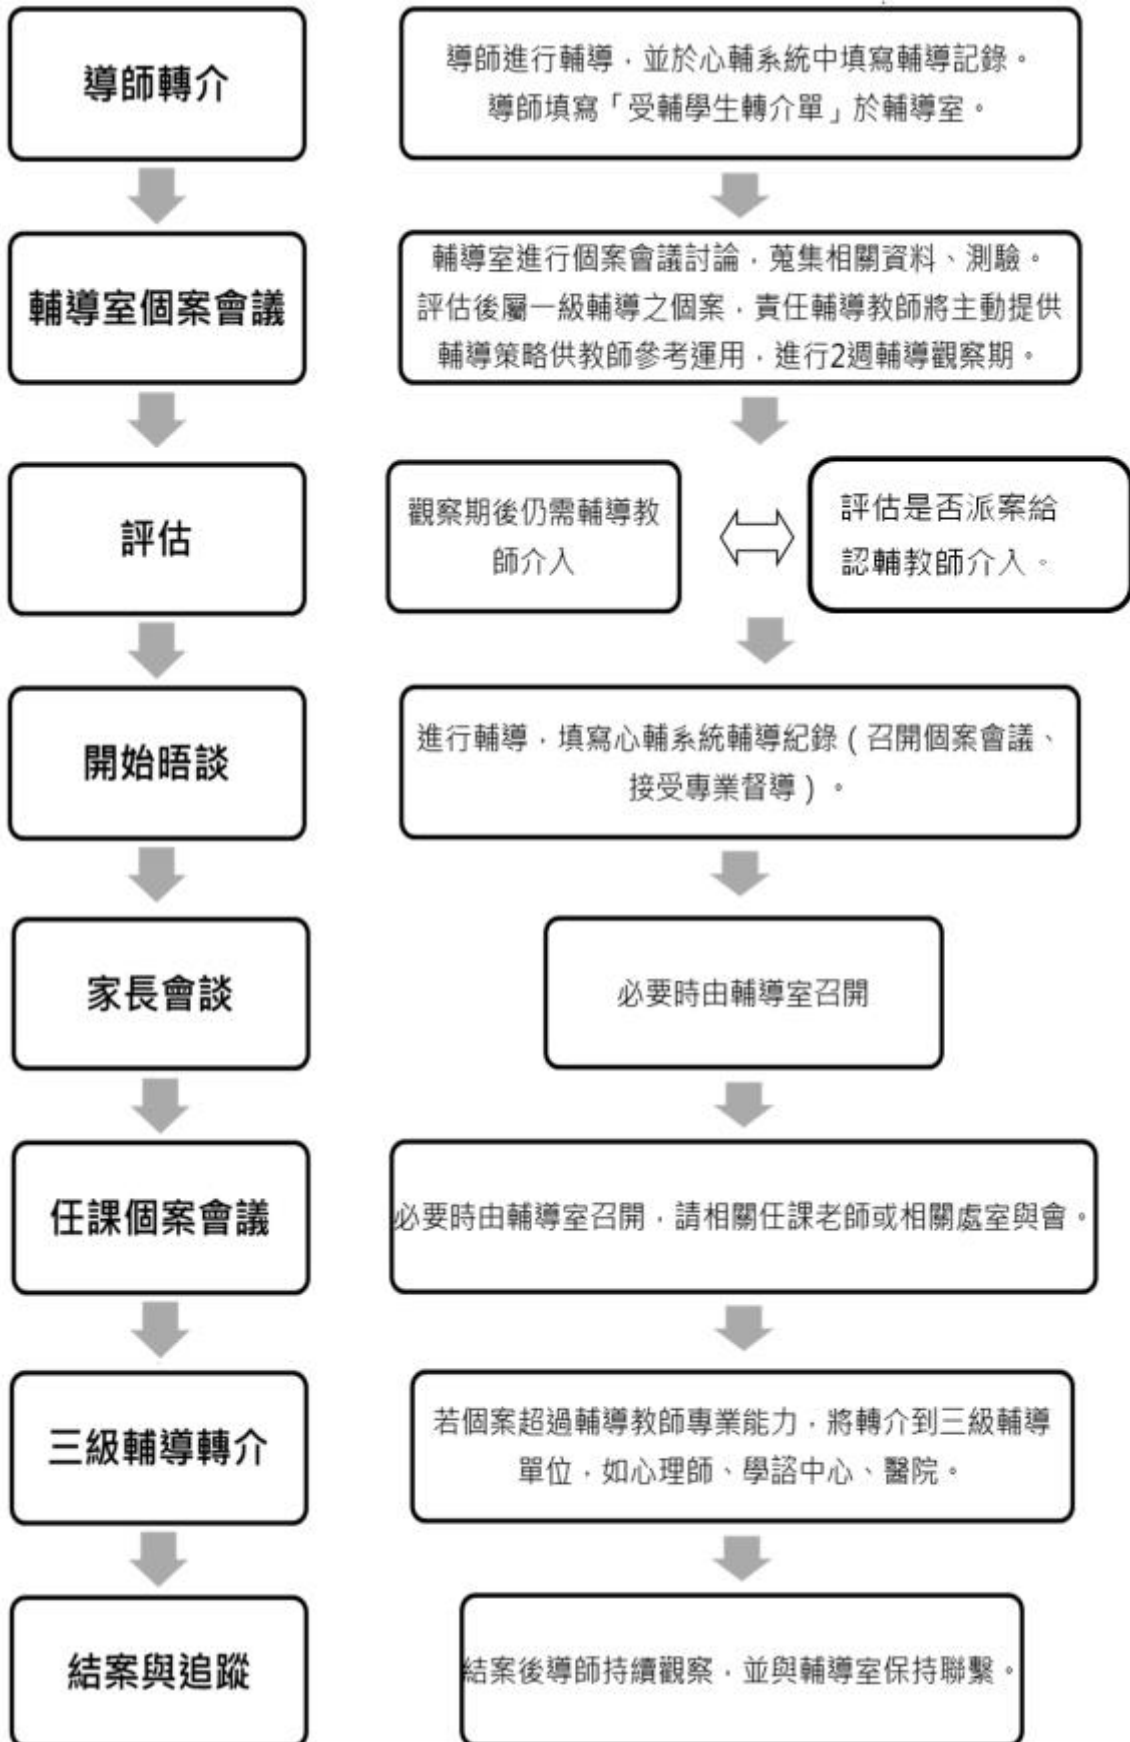 導師轉介
導師進行輔導，並於心輔系統中填寫輔導記錄。
導師填寫「受輔學生轉介單」於輔導室。
輔導室個案會議
輔導室進行個案會議討論，蒐集相關資料、測驗。
評估後屬一級輔導之個案，責任輔導教師將主動提供
輔導策略供教師參考運用，進行2週輔導觀察期。
評估
觀察期後仍需輔導教
師介入
評估是否派案給
認輔教師介入。
開始晤談
進行輔導，填寫心輔系統輔導紀錄（召開個案會議、
接受專業督導）。
家長會談
必要時由輔導室召開
任課個案會議
必要時由輔導室召開，請相關任課老師或相關處室與會。
三級輔導轉介
若個案超過輔導教師專業能力，將轉介到三級輔導
單位，如心理師、學諮中心、醫院。
結案與追蹤
結案後導師持續觀察，並與輔導室保持聯繫。